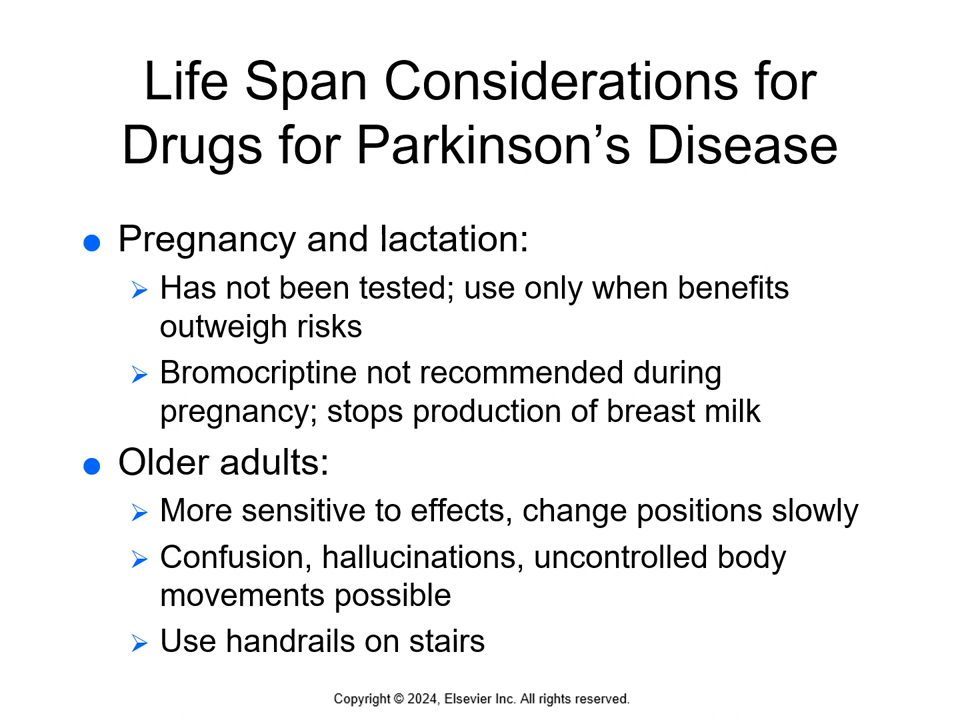 Life Span Considerations for
Drugs for Parkinson’s Disease
● Pregnancy and lactation:
➢ Has not been tested; use only when benefits
outweigh risks
➢ Bromocriptine not recommended during
pregnancy; stops production of breast milk
● Older adults:
➢ More sensitive to effects, change positions slowly
➢ Confusion, hallucinations, uncontrolled body
movements possible
➢ Use handrails on stairs
Copyright © 2024, Elsevier Inc. All rights reserved.